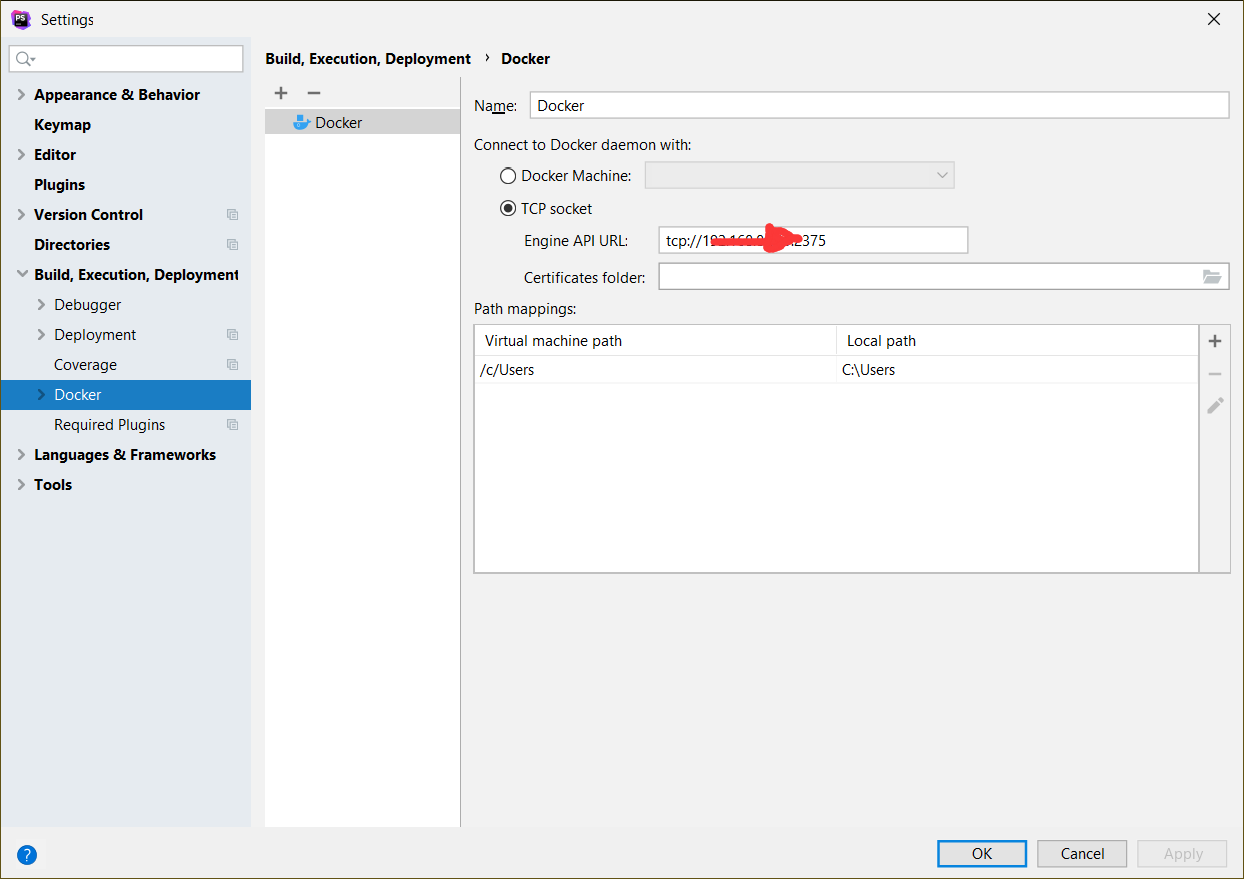 PS
Settings
Build, Execution, Deployment › Docker
Appearance & Behavior
Keymap
Editor
Plugins
Version Control
Directories
Build, Execution, Deployment
Debugger
Deployment
Coverage
Docker
Required Plugins
Languages & Frameworks
Tools
Docker
Name: Docker
Connect to Docker daemon with:
Docker Machine:
TCP socket
Engine API URL: tcp://1 2375
Certificates folder:
Path mappings:
Virtual machine path Local path
/c/Users C:\Users
?
OK Cancel Apply